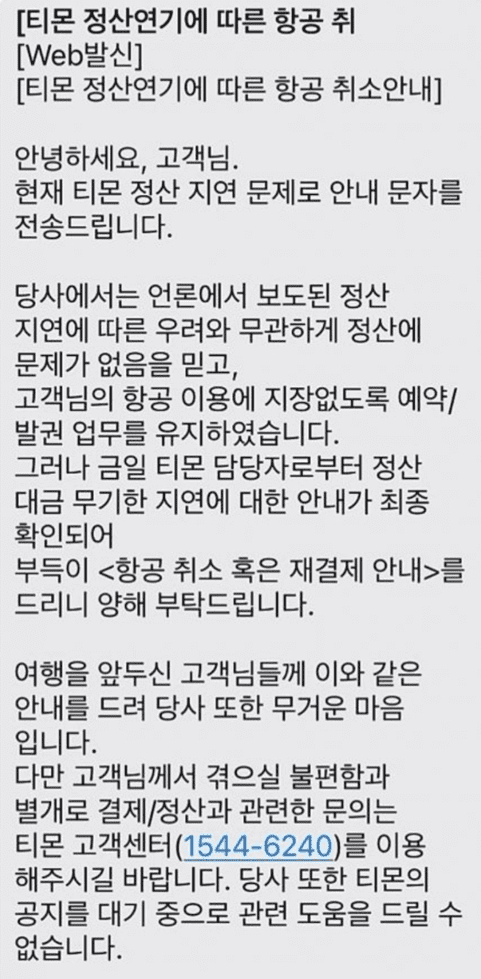 [티몬 정산연기에 따른 항공 취
[Web발신]
[티몬 정산연기에 따른 항공 취소안내]
안녕하세요, 고객님.
현재 티몬 정산 지연 문제로 안내 문자를
전송드립니다.
당사에서는 언론에서 보도된 정산
지연에 따른 우려와 무관하게 정산에
문제가 없음을 믿고,
고객님의 항공 이용에 지장없도록 예약/
발권 업무를 유지하였습니다.
그러나 금일 티몬 담당자로부터 정산
대금 무기한 지연에 대한 안내가 최종
확인되어
부득이 <항공 취소 혹은 재결제 안내>를
드리니 양해 부탁드립니다.
여행을 앞두신 고객님들께 이와 같은
안내를 드려 당사 또한 무거운 마음
입니다.
다만 고객님께서 겪으실 불편함과
별개로 결제/정산과 관련한 문의는
티몬 고객센터(1544-6240)를 이용
해주시길 바랍니다. 당사 또한 티몬의
공지를 대기 중으로 관련 도움을 드릴 수
없습니다.